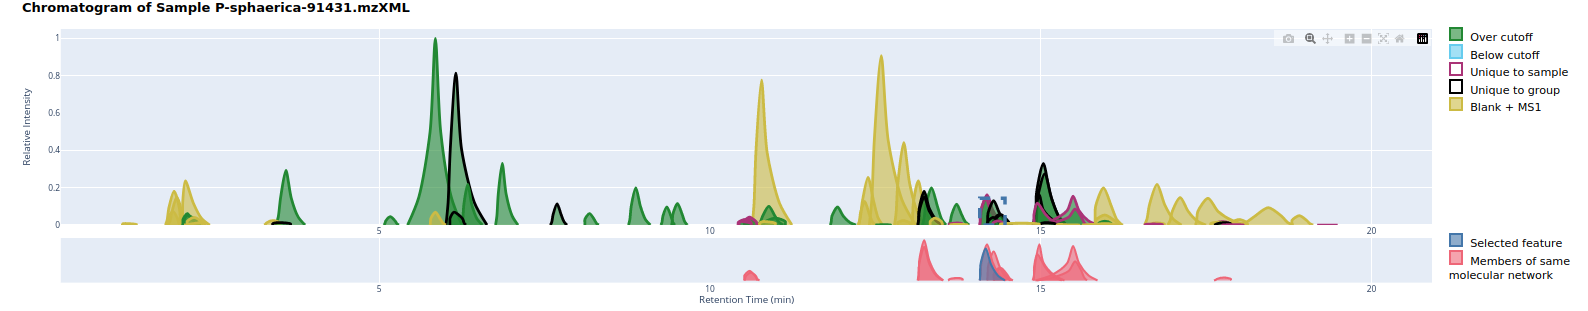 Chromatogram of Sample P-sphaerica-91431.mzXML
Relative Intensity
1
0.8
0.6
0.4
0.2
0
5
10
15
20
Over cutoff
Below cutoff
Unique to sample
Unique to group
Blank + MS1
5
10
15
20
Retention Time (min)
Selected feature
Members of same
molecular network